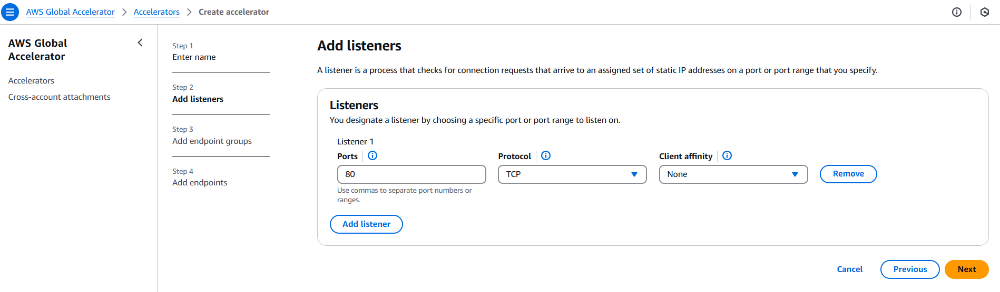 AWS Global Accelerator
Accelerators
Create accelerator
AWS Global
Accelerator
Accelerators
Cross-account attachments
Step 1
Enter name
Step 2
Add listeners
Step 3
Add endpoint groups
Step 4
Add endpoints
Add listeners
A listener is a process that checks for connection requests that arrive to an assigned set of static IP addresses on a port or port range that you specify.
Listeners
You designate a listener by choosing a specific port or port range to listen on.
Listener 1
Ports
Protocol
Client affinity
80
TCP
None
Remove
Use commas to separate port numbers or
ranges.
Add listener
Cancel
Previous
Next